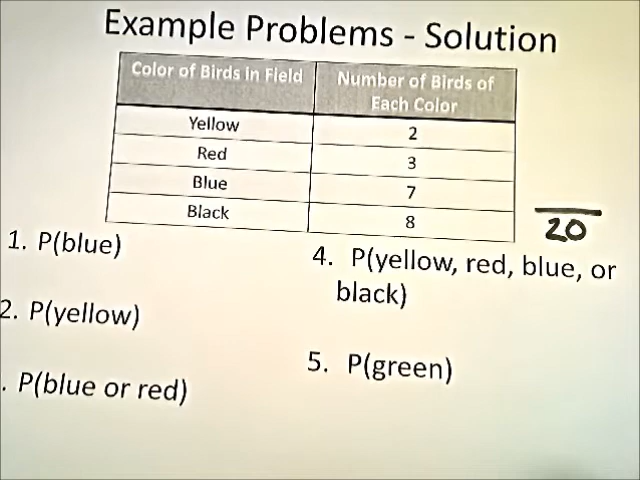 Example Problems - Solution
Color of Birds in Field
Number of Birds of
Each Color
Yellow 2
Red 3
Blue 7
Black 8
20
1. P(blue)
2. P(yellow)
. P(blue or red)
4. P(yellow, red, blue, or
black)
5. P(green)